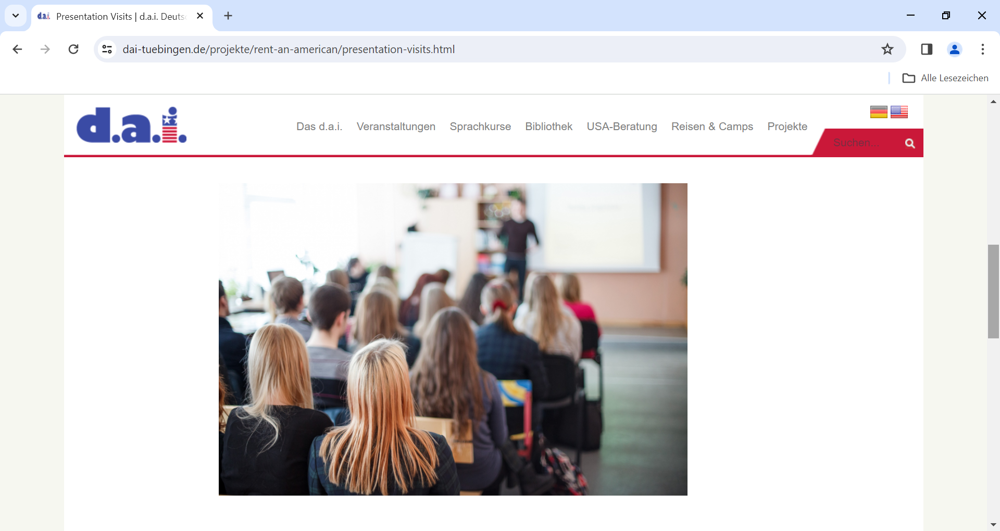 Presentation Visits | d.a.i. Deuts
dai-tuebingen.de/projekte/rent-an-american/presentation-visits.html
Alle Lesezeichen
d.a.i.
Das d.a.i. Veranstaltungen Sprachkurse Bibliothek USA-Beratung Reisen & Camps Projekte
Suchen...